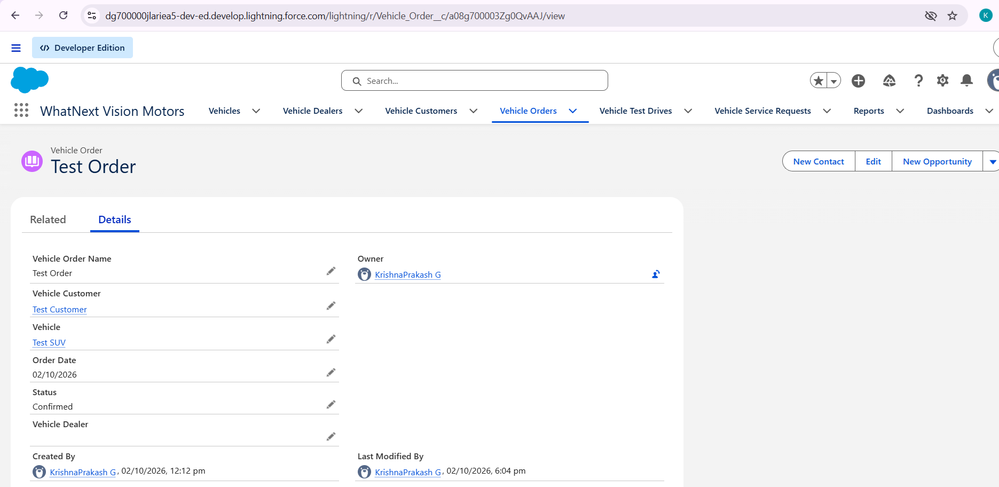 dg700000jlariea5-dev-ed.develop.lightning.force.com/lightning/r/Vehicle_Order__c/a08g700003Zg0QvAAJ/view
K
Developer Edition
Search...
WhatNext Vision Motors Vehicles Vehicle Dealers Vehicle Customers Vehicle Orders Vehicle Test Drives Vehicle Service Requests Reports Dashboards
Vehicle Order
Test Order
New Contact Edit New Opportunity
Related Details
Vehicle Order Name
Test Order
Owner
KrishnaPrakash G
Vehicle Customer
Test Customer
Vehicle
Test SUV
Order Date
02/10/2026
Status
Confirmed
Vehicle Dealer
Created By
KrishnaPrakash G, 02/10/2026, 12:12 pm
Last Modified By
KrishnaPrakash G, 02/10/2026, 6:04 pm